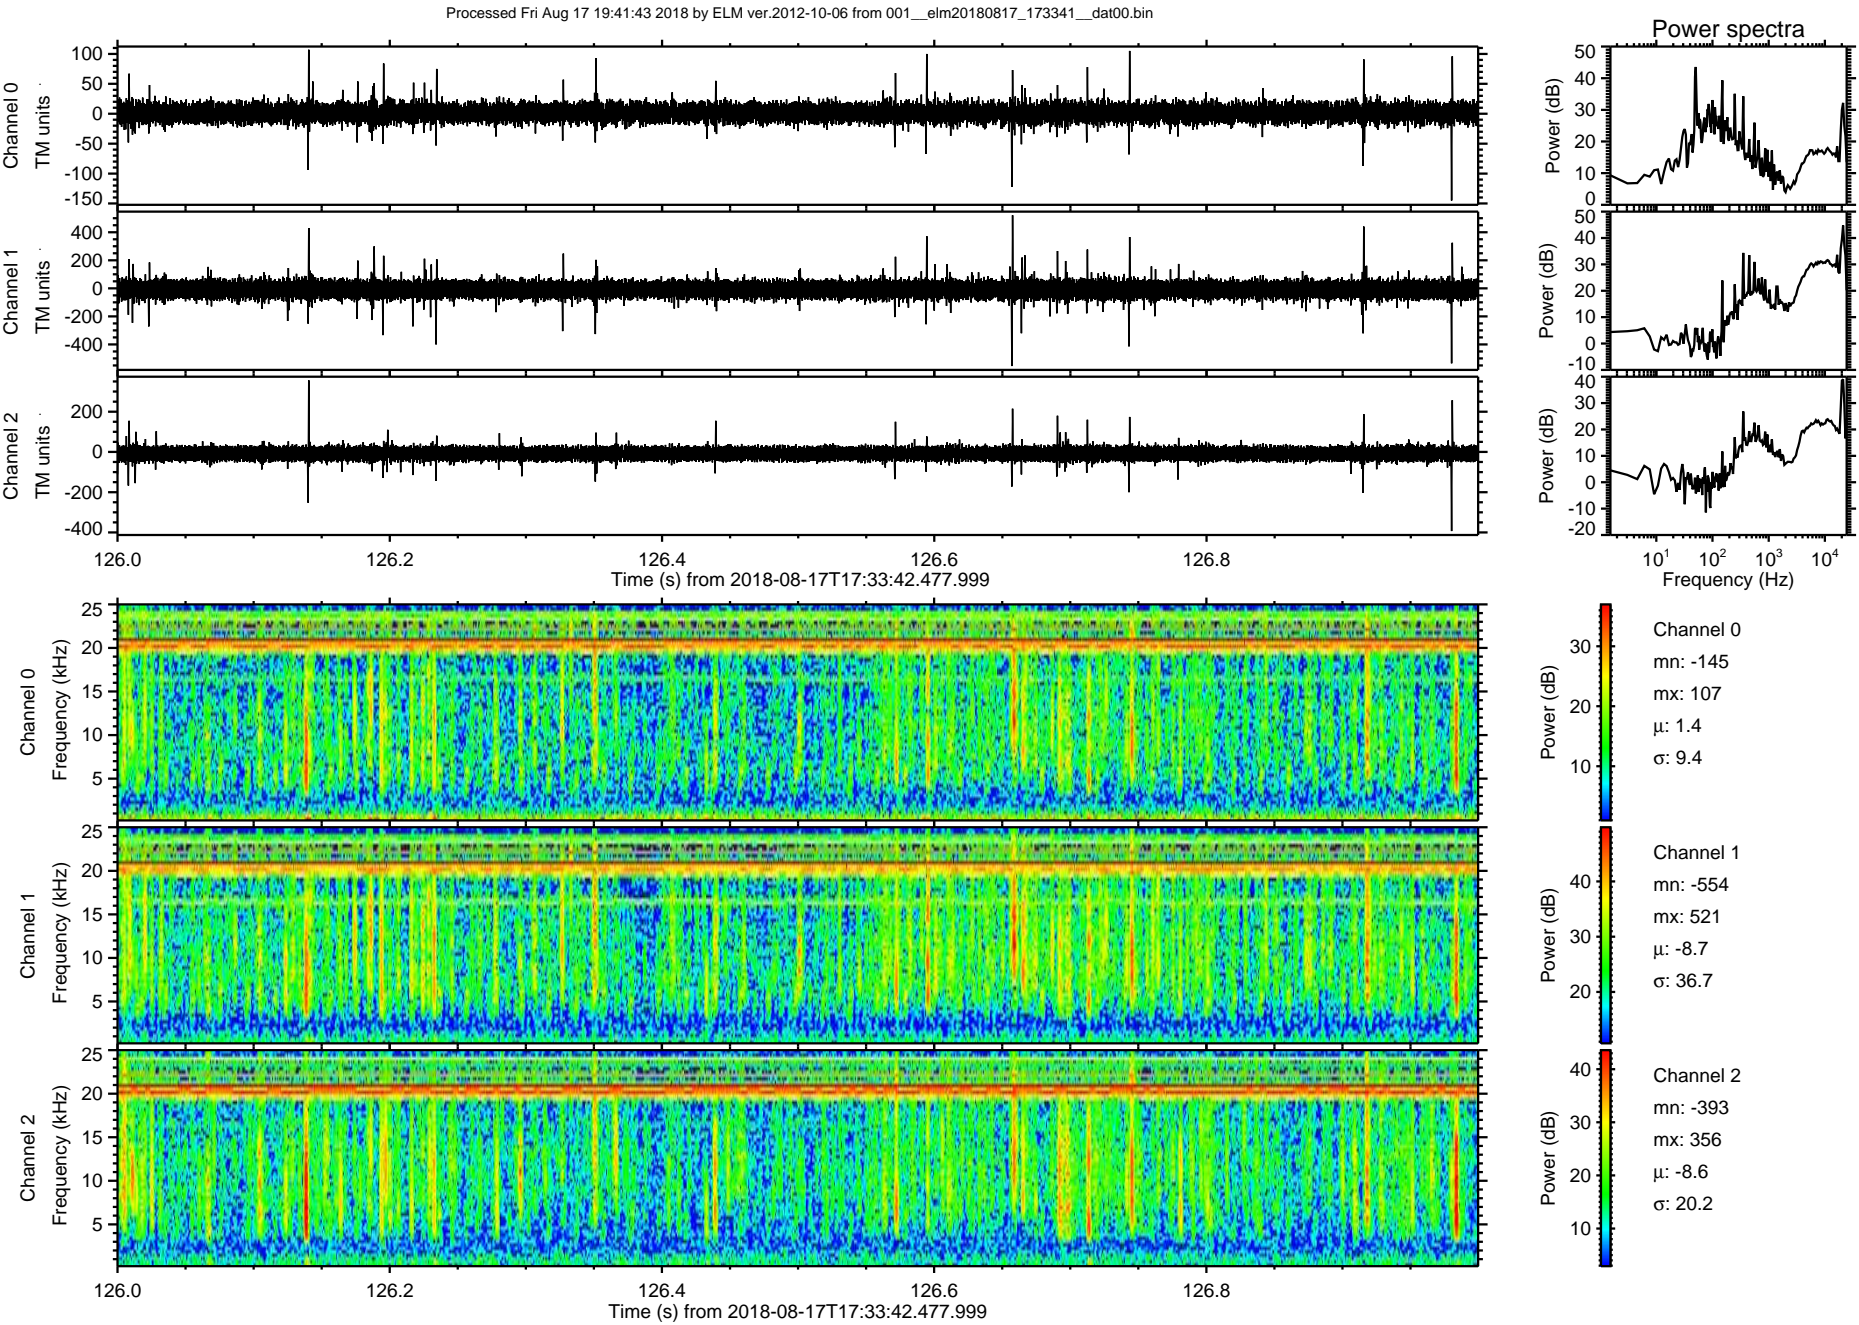 Processed Fri Aug 17 19:41:43 2018 by ELM ver.2012-10-06 from 001__elm20180817_173341__dat00.bin
Power spectra
Channel 0
TM units
100
50
0
-50
-100
-150
Power (dB)
50
40
30
20
10
0
Channel 1
TM units
400
200
0
-200
-400
Power (dB)
50
40
30
20
10
0
-10
Channel 2
TM units
200
0
-200
-400
Power (dB)
40
30
20
10
0
-10
-20
126.0 126.2 126.4 126.6 126.8
Time (s) from 2018-08-17T17:33:42.477.999
10¹ 10² 10³ 10⁴
Frequency (Hz)
Channel 0
Frequency (kHz)
25
20
15
10
5
Power (dB)
30
20
10
Channel 0
mn: -145
mx: 107
μ: 1.4
σ: 9.4
Channel 1
Frequency (kHz)
25
20
15
10
5
Power (dB)
40
30
20
Channel 1
mn: -554
mx: 521
μ: -8.7
σ: 36.7
Channel 2
Frequency (kHz)
25
20
15
10
5
Power (dB)
40
30
20
10
Channel 2
mn: -393
mx: 356
μ: -8.6
σ: 20.2
126.0 126.2 126.4 126.6 126.8
Time (s) from 2018-08-17T17:33:42.477.999